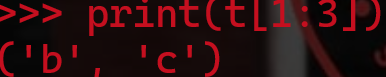 >>> print(t[1:3])
('b', 'c')